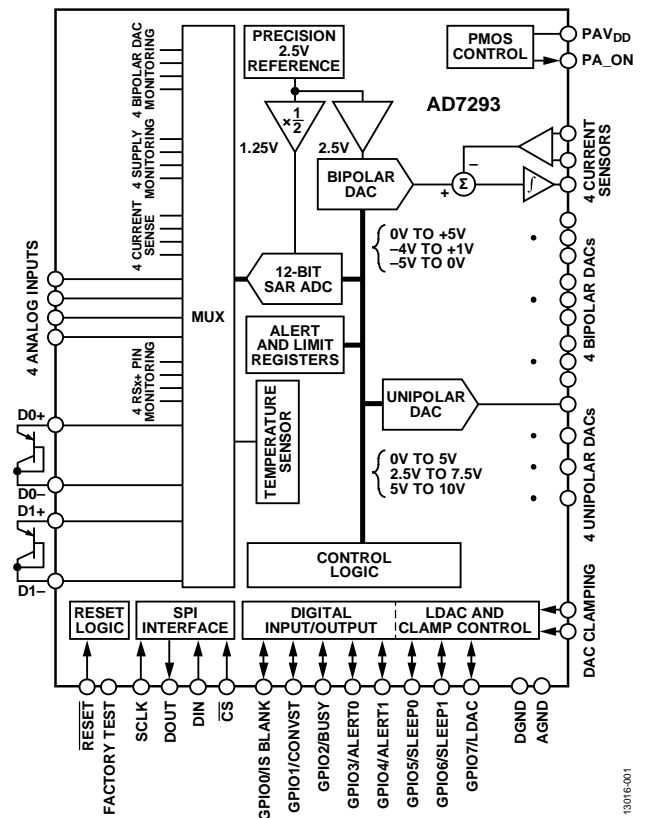 PRECISION
2.5V
REFERENCE
PMOS
CONTROL
PAVDD
PA_ON
AD7293
×1/2
1.25V
2.5V
BIPOLAR
DAC
+
−
Σ
∫
4 CURRENT
SENSORS
4 BIPOLAR DAC
MONITORING
4 SUPPLY
MONITORING
4 CURRENT
SENSE
0V TO +5V
–4V TO +1V
–5V TO 0V
4 BIPOLAR DACs
4 ANALOG INPUTS
MUX
12-BIT
SAR ADC
ALERT
AND LIMIT
REGISTERS
4 RSx+ PIN
MONITORING
TEMPERATURE
SENSOR
UNIPOLAR
DAC
0V TO 5V
2.5V TO 7.5V
5V TO 10V
4 UNIPOLAR DACs
D0+
D0–
D1+
D1–
CONTROL
LOGIC
RESET
LOGIC
SPI
INTERFACE
DIGITAL
INPUT/OUTPUT
LDAC AND
CLAMP CONTROL
DAC CLAMPING
RESET
FACTORY TEST
SCLK
DOUT
DIN
CS
GPIO0/IS BLANK
GPIO1/CONVST
GPIO2/BUSY
GPIO3/ALERT0
GPIO4/ALERT1
GPIO5/SLEEP0
GPIO6/SLEEP1
GPIO7/LDAC
DGND
AGND
13016-001